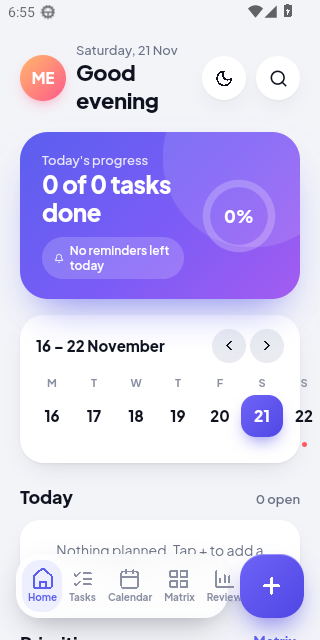 6:55
Saturday, 21 Nov
ME
Good
evening
Today's progress
0 of 0 tasks
done
0%
No reminders left
today
16 – 22 November
M T W T F S S
16 17 18 19 20 21 22
Today
0 open
Nothing planned. Tap + to add a
Home Tasks Calendar Matrix Review
+